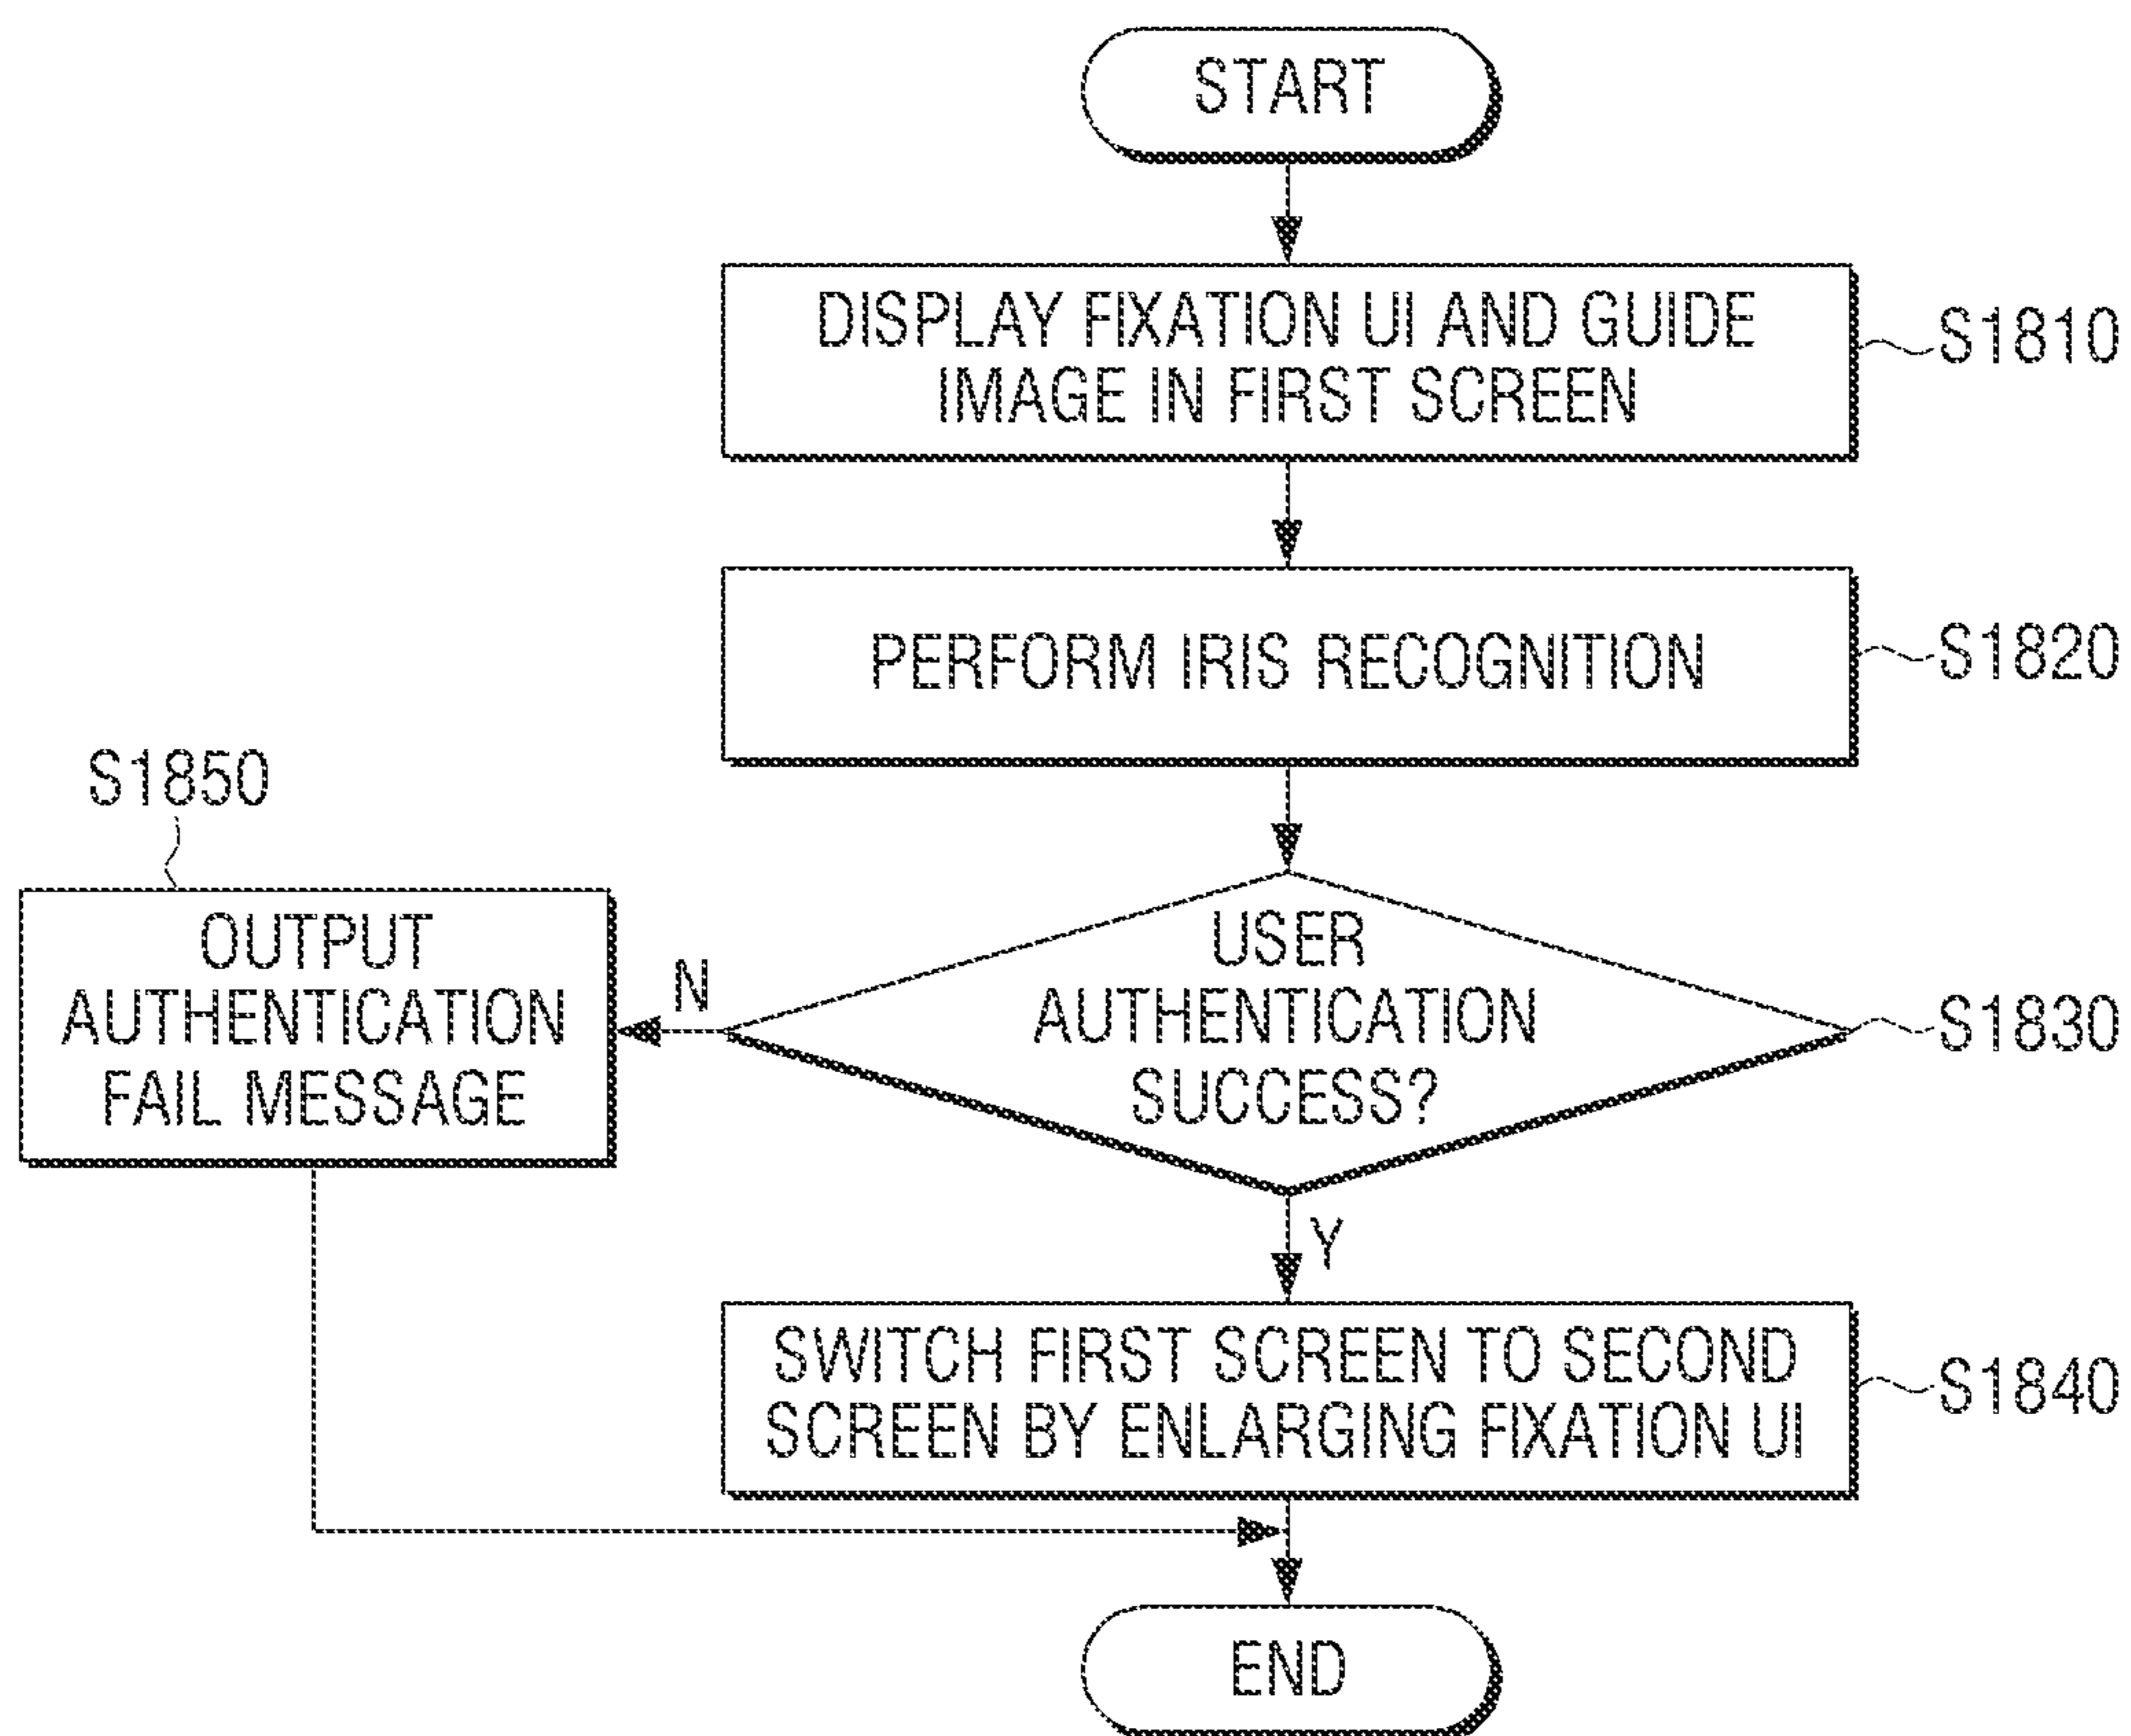 START
DISPLAY FIXATION UI AND GUIDE
IMAGE IN FIRST SCREEN
S1810
PERFORM IRIS RECOGNITION
S1820
S1850
OUTPUT
AUTHENTICATION
FAIL MESSAGE
N
USER
AUTHENTICATION
SUCCESS?
S1830
Y
SWITCH FIRST SCREEN TO SECOND
SCREEN BY ENLARGING FIXATION UI
S1840
END